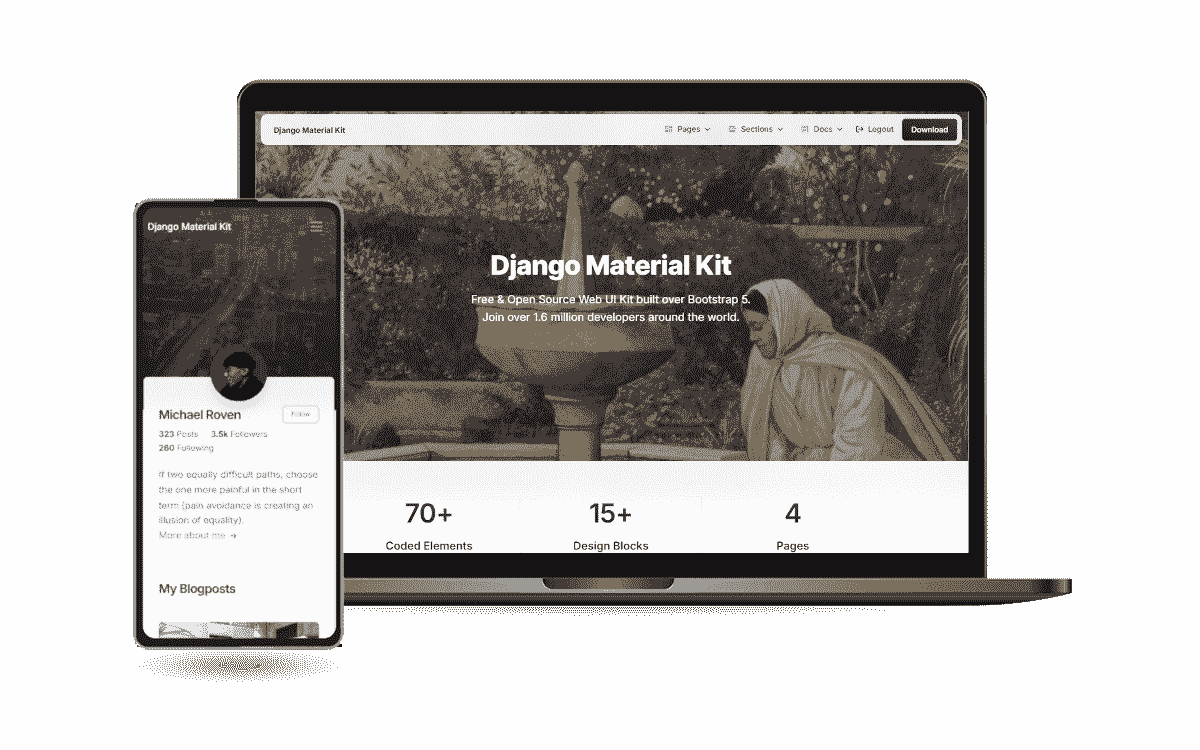 Django Material Kit
Pages
Sections
Docs
Logout
Download
Django Material Kit
Free & Open Source Web UI Kit built over Bootstrap 5.
Join over 1.6 million developers around the world.
70+
15+
4
Coded Elements
Design Blocks
Pages
Django Material Kit
Michael Roven
Follow
323 Posts 3.5k Followers
260 Following
If two equally difficult paths, choose
the one more painful in the short
term (pain avoidance is creating an
illusion of equality).
More about me →
My Blogposts